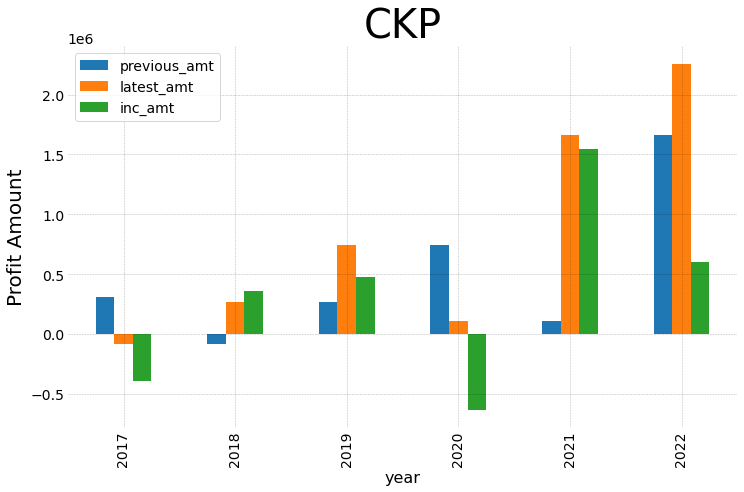 CKP
1e6
previous_amt
latest_amt
inc_amt
2.0
1.5
1.0
0.5
0.0
−0.5
Profit Amount
2017 2018 2019 2020 2021 2022
year